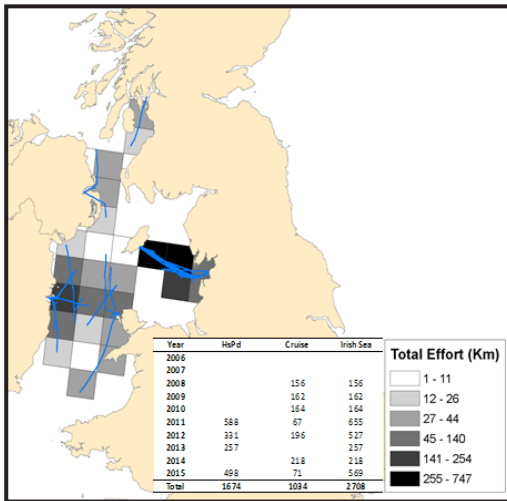 Year HsPd Cruise Irish Sea
2006
2007
2008 156 156
2009 162 162
2010 164 164
2011 588 67 655
2012 331 196 527
2013 257 257
2014 218 218
2015 498 71 569
Total 1674 1034 2708
Total Effort (Km)
1 - 11
12 - 26
27 - 44
45 - 140
141 - 254
255 - 747